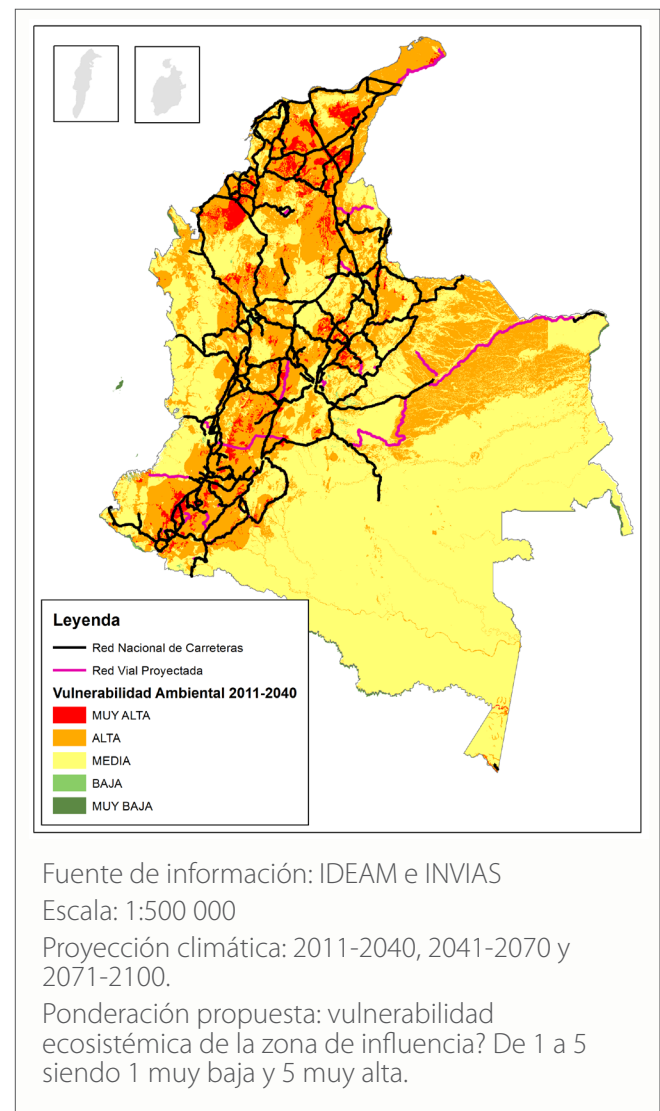 Leyenda
Red Nacional de Carreteras
Red Vial Proyectada
Vulnerabilidad Ambiental 2011-2040
MUY ALTA
ALTA
MEDIA
BAJA
MUY BAJA
Fuente de información: IDEAM e INVIAS
Escala: 1:500 000
Proyección climática: 2011-2040, 2041-2070 y
2071-2100.
Ponderación propuesta: vulnerabilidad
ecosistémica de la zona de influencia? De 1 a 5
siendo 1 muy baja y 5 muy alta.